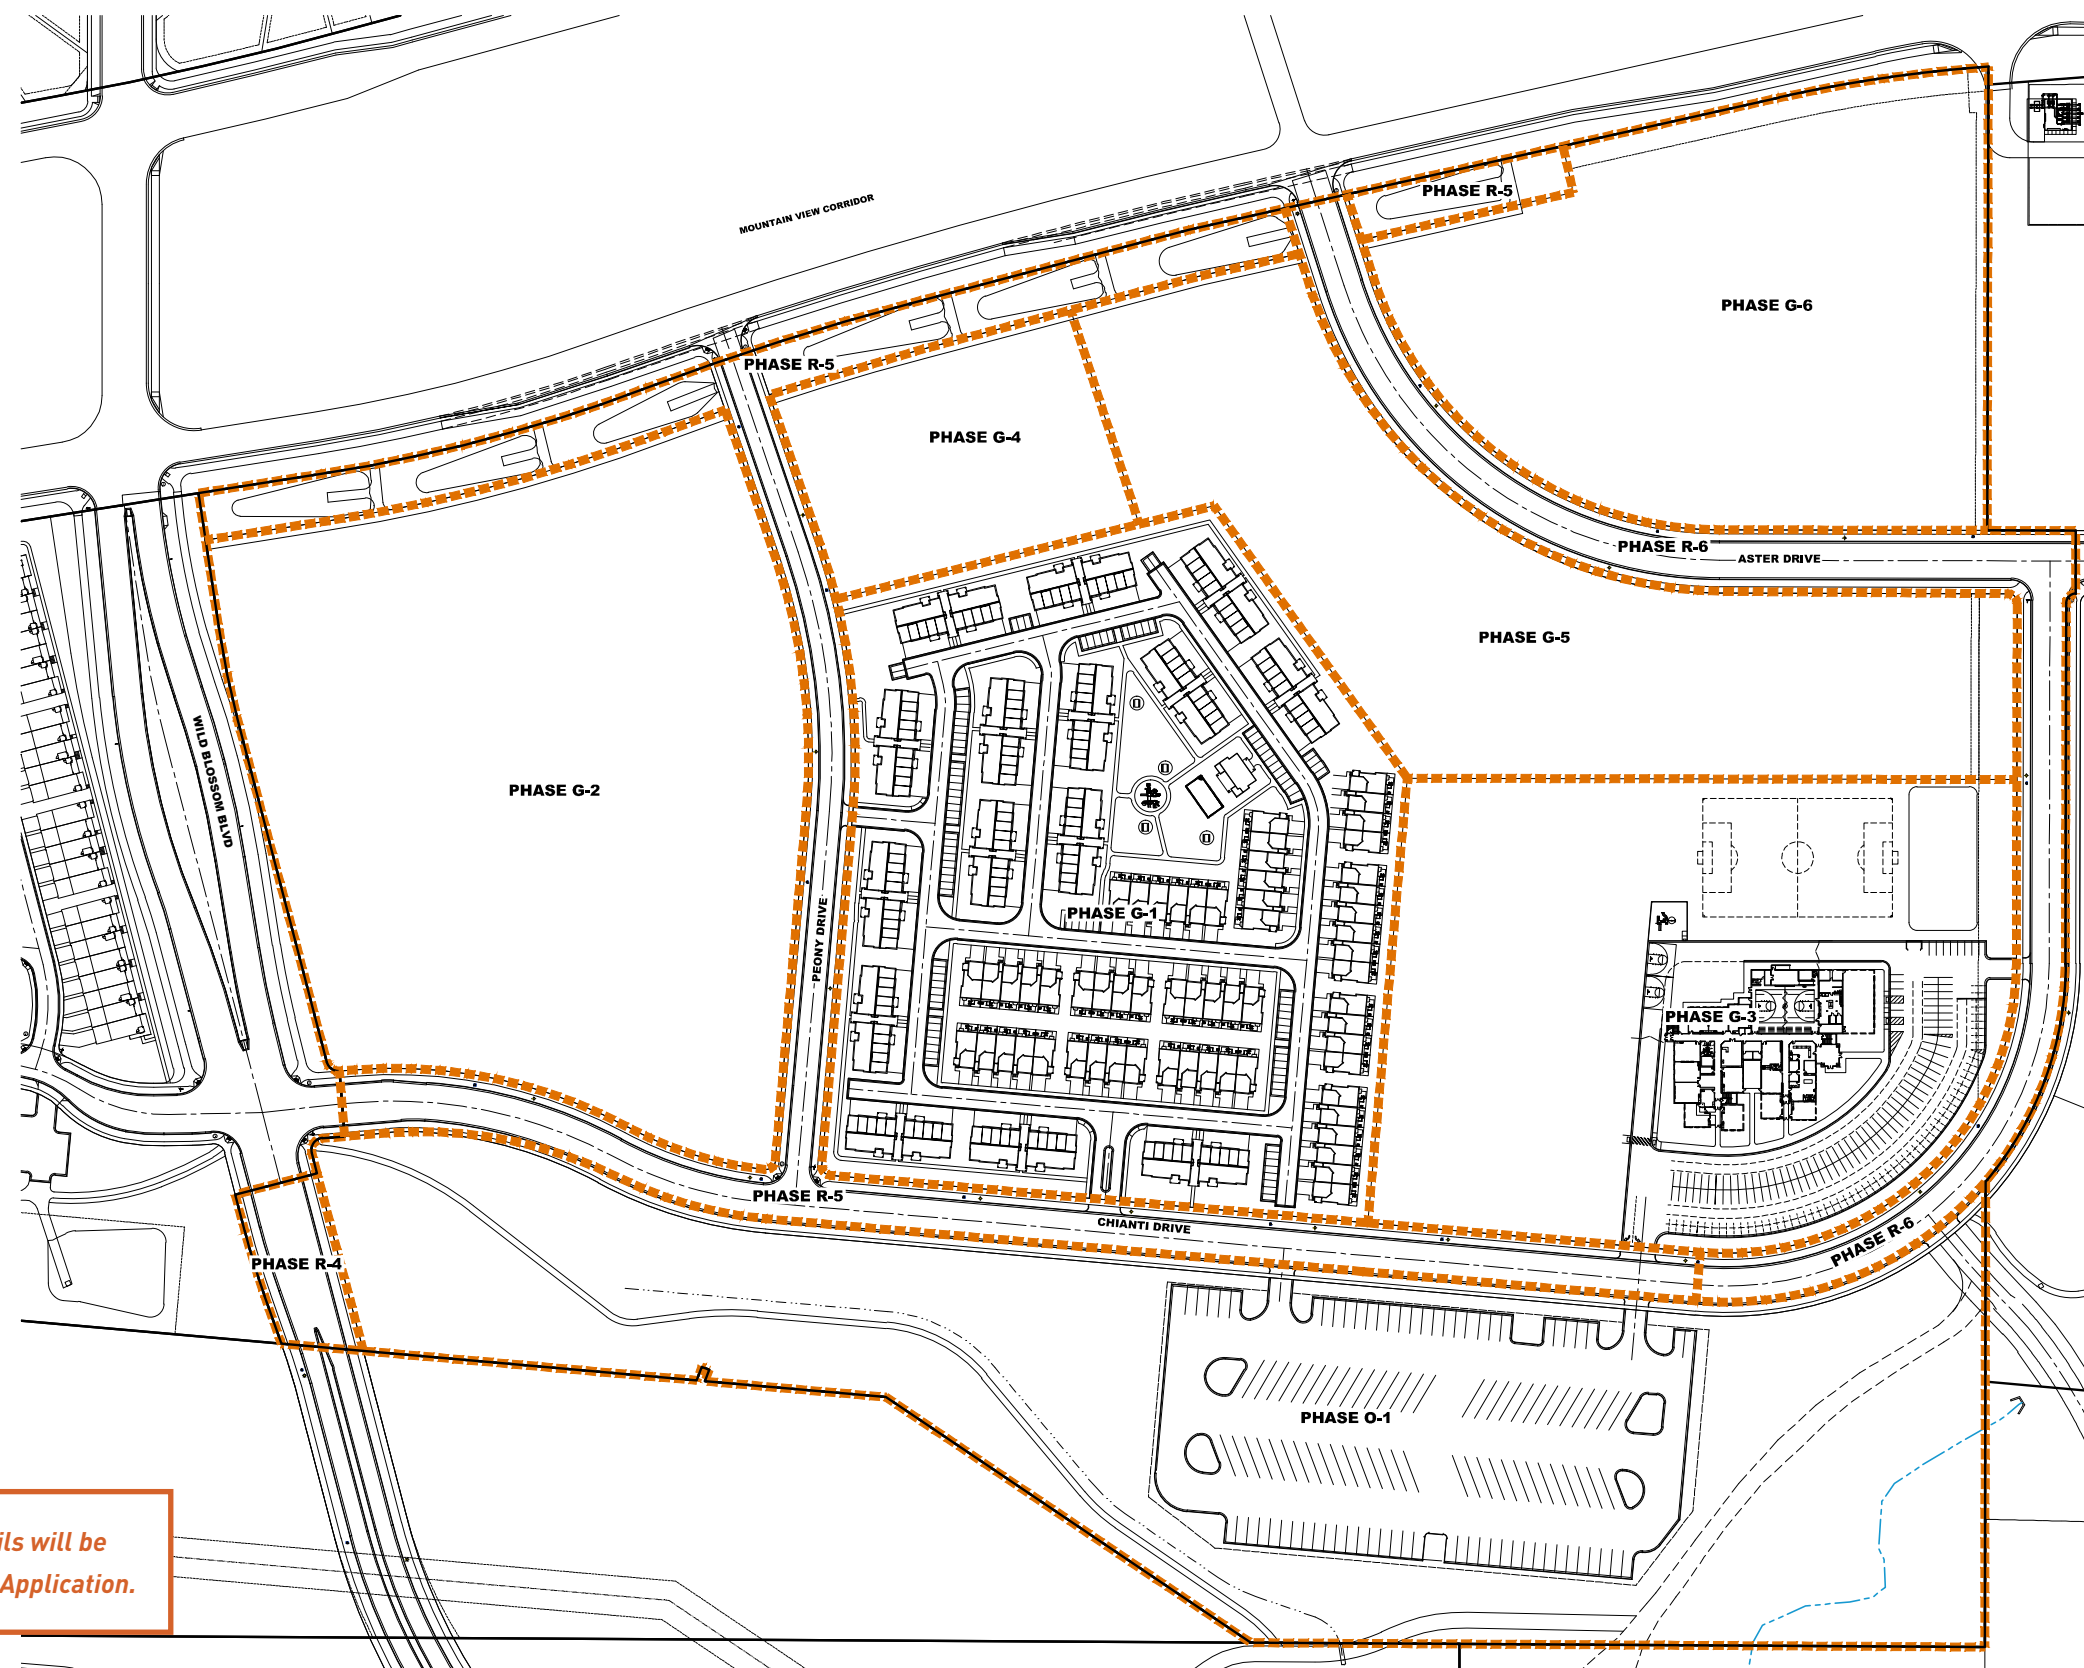 MOUNTAIN VIEW CORRIDOR
PHASE R-5
PHASE G-6
PHASE R-5
PHASE G-4
PHASE R-6
ASTER DRIVE
PHASE G-5
WILD BLOSSOM BLVD
PHASE G-2
PEONY DRIVE
PHASE G-1
PHASE G-3
PHASE R-5
CHIANTI DRIVE
PHASE R-6
PHASE R-4
PHASE O-1
ils will be
Application.